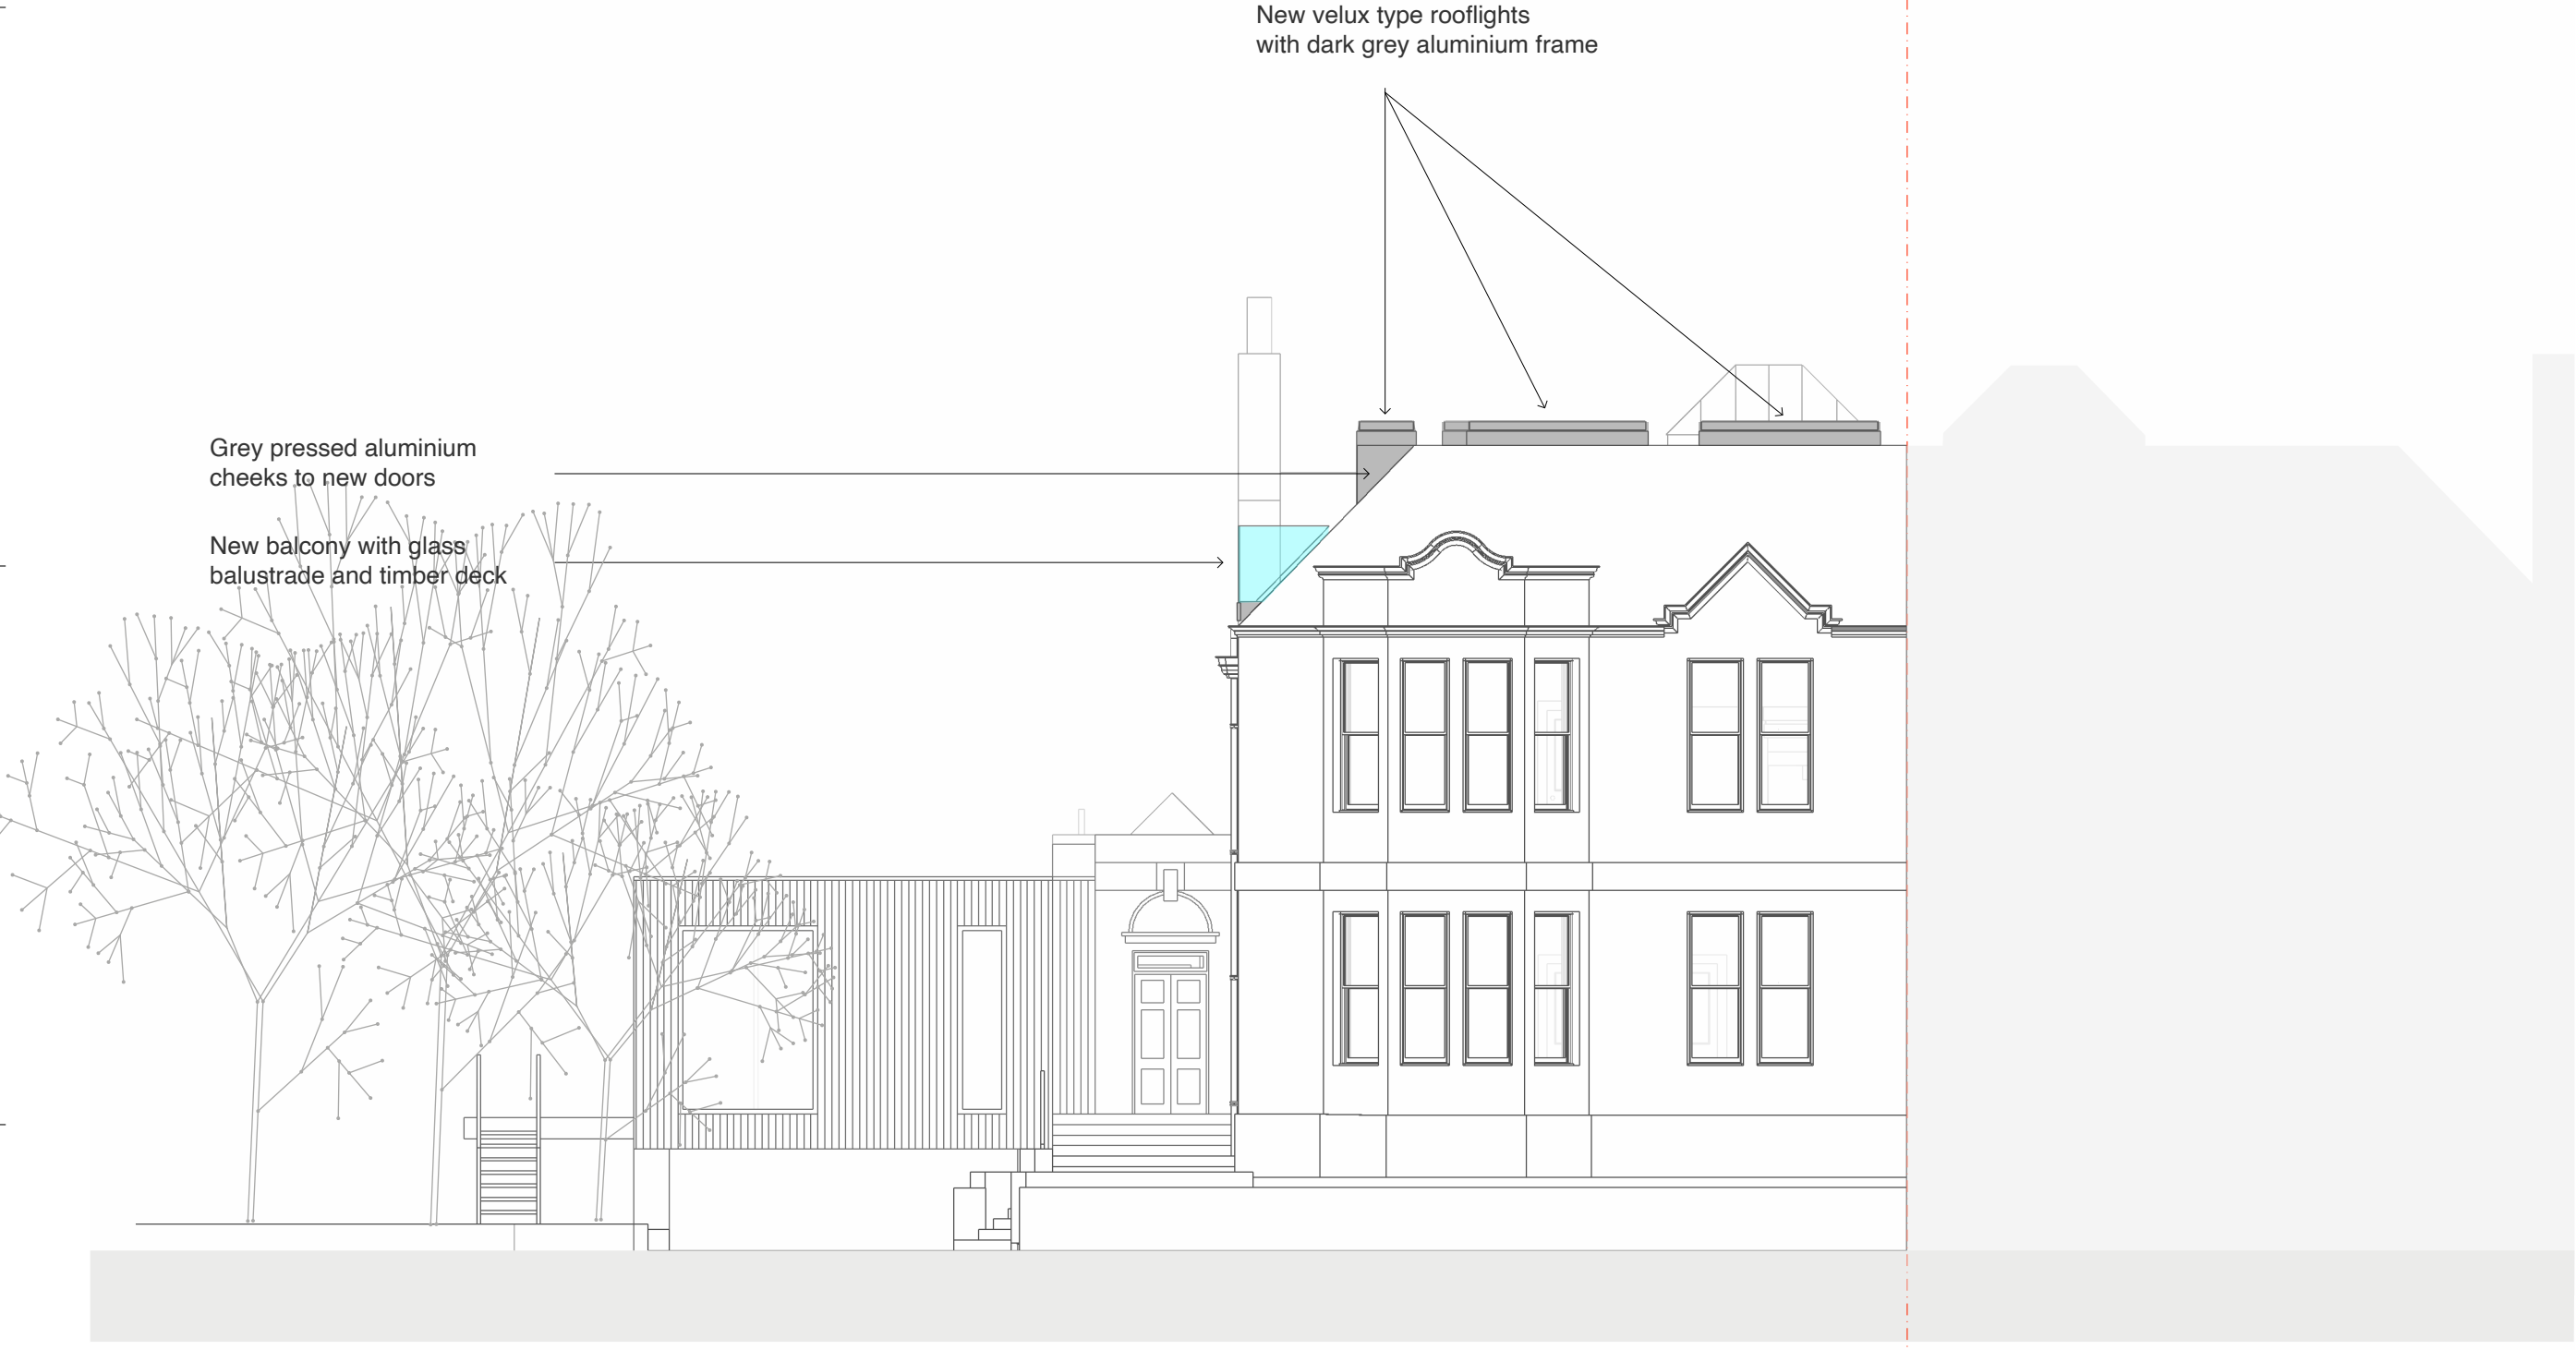 New velux type rooflights
with dark grey aluminium frame
Grey pressed aluminium
cheeks to new doors
New balcony with glass
balustrade and timber deck